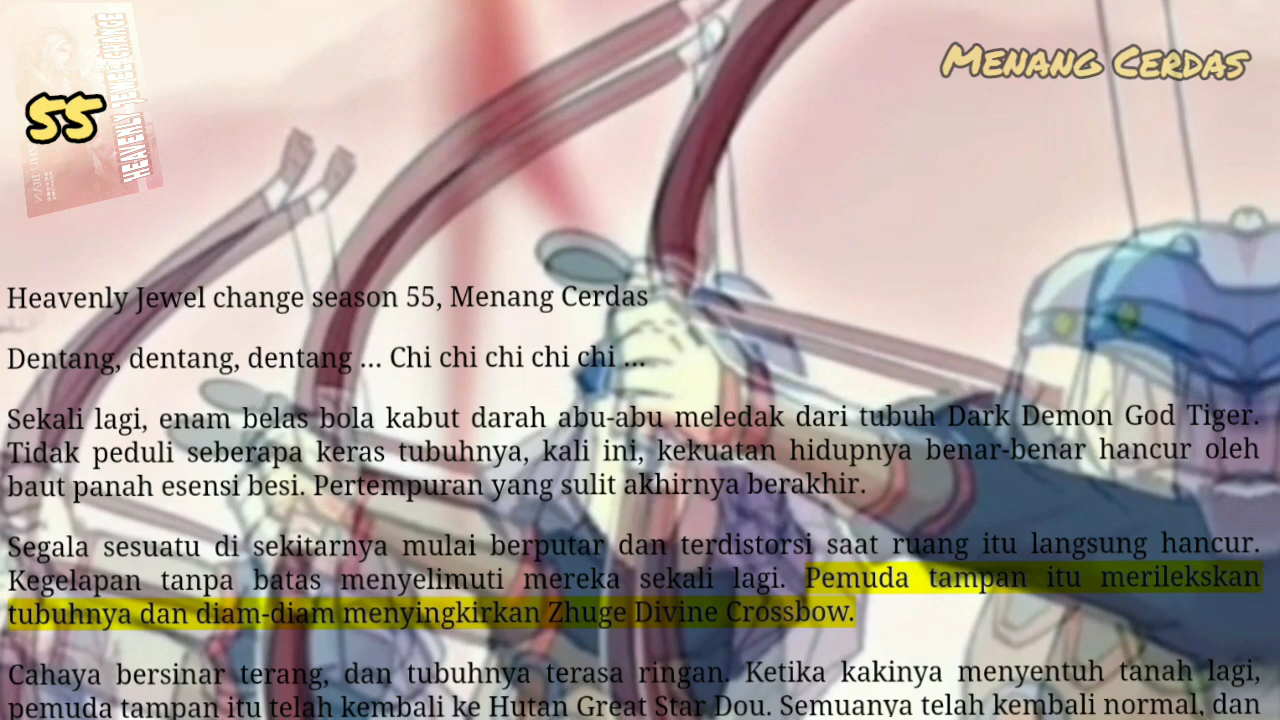 HEAVENLY JEWEL CHANGE
55
Menang Cerdas
Heavenly Jewel change season 55, Menang Cerdas
Dentang, dentang, dentang ... Chi chi chi chi chi ...
Sekali lagi, enam belas bola kabut darah abu-abu meledak dari tubuh Dark Demon God Tiger.
Tidak peduli seberapa keras tubuhnya, kali ini, kekuatan hidupnya benar-benar hancur oleh
baut panah esensi besi. Pertempuran yang sulit akhirnya berakhir.
Segala sesuatu di sekitarnya mulai berputar dan terdistorsi saat ruang itu langsung hancur.
Kegelapan tanpa batas menyelimuti mereka sekali lagi. Pemuda tampan itu merilekskan
tubuhnya dan diam-diam menyingkirkan Zhuge Divine Crossbow.
Cahaya bersinar terang, dan tubuhnya terasa ringan. Ketika kakinya menyentuh tanah lagi,
pemuda tampan itu telah kembali ke Hutan Great Star Dou. Semuanya telah kembali normal, dan